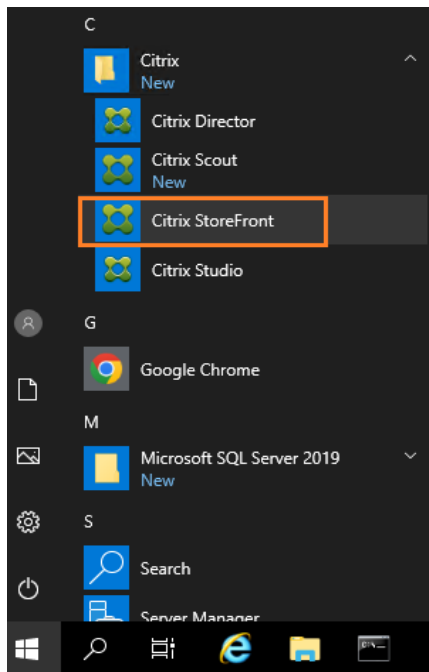 C
Citrix
New
Citrix Director
Citrix Scout
New
Citrix StoreFront
Citrix Studio
G
Google Chrome
M
Microsoft SQL Server 2019
New
S
Search
Server Manager